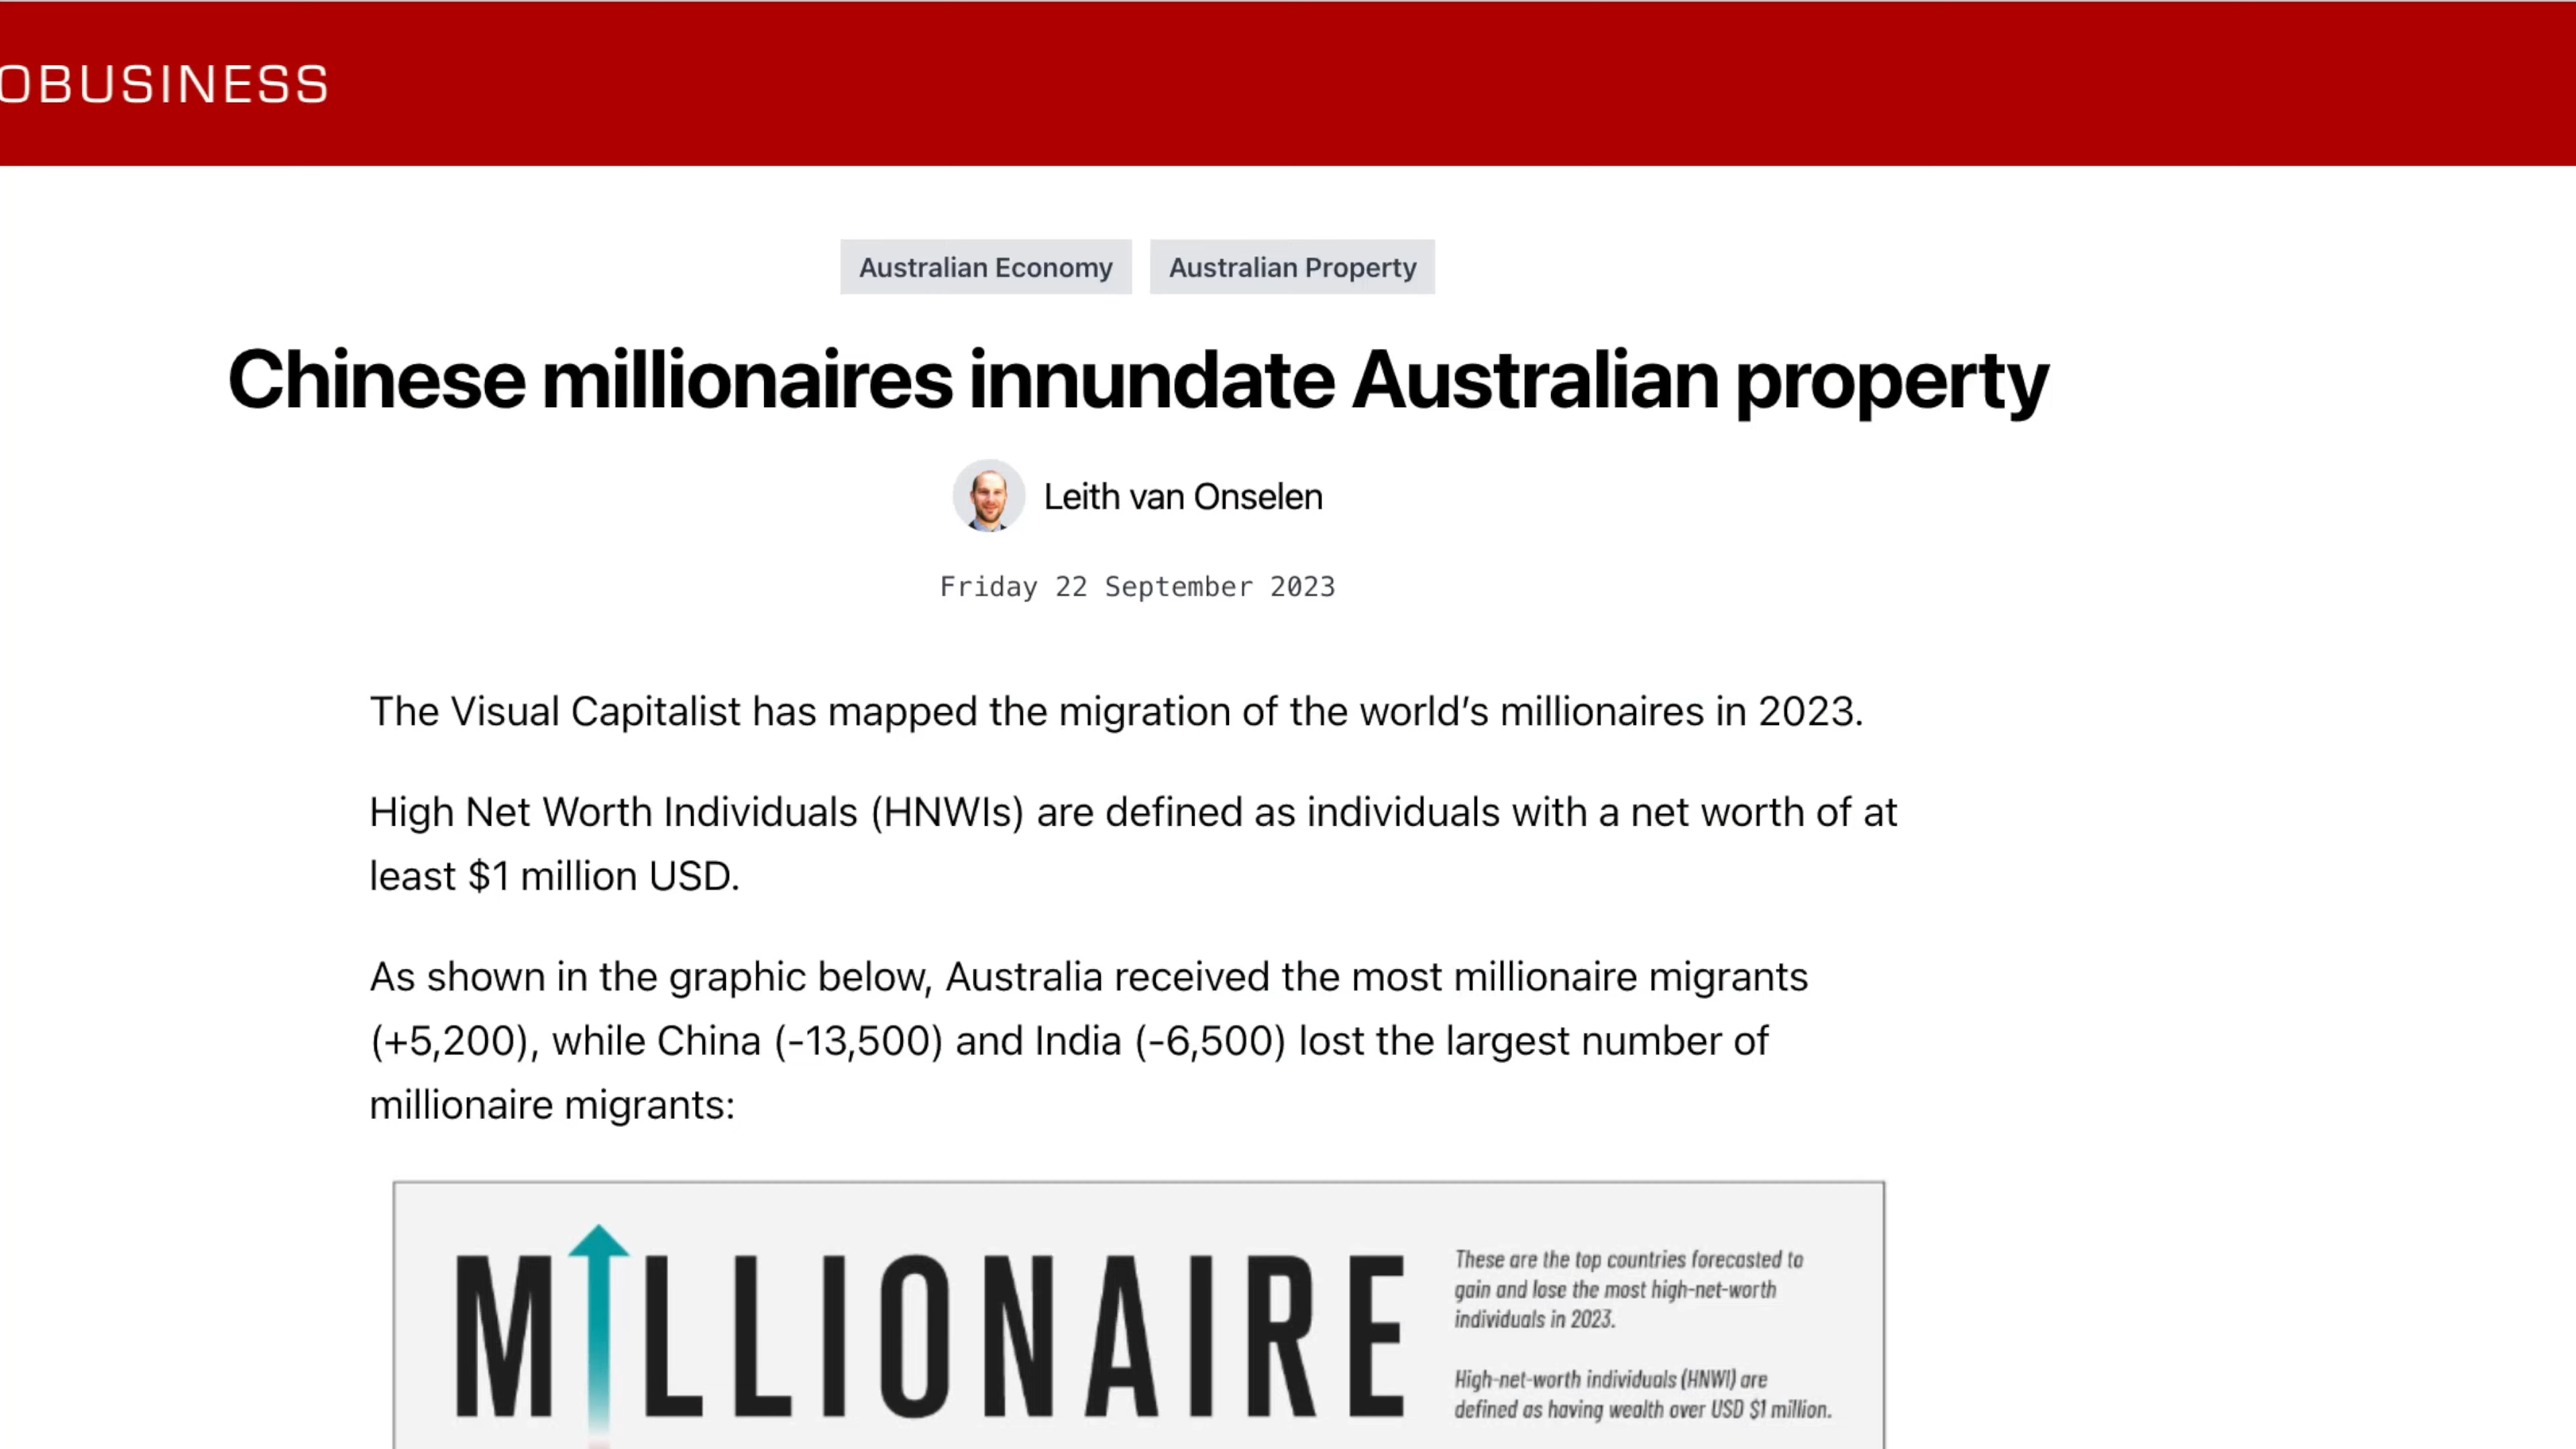 OBUSINESS
Australian Economy Australian Property
Chinese millionaires innundate Australian property
Leith van Onselen
Friday 22 September 2023
The Visual Capitalist has mapped the migration of the world's millionaires in 2023.
High Net Worth Individuals (HNWIs) are defined as individuals with a net worth of at
least $1 million USD.
As shown in the graphic below, Australia received the most millionaire migrants
(+5,200), while China (-13,500) and India (-6,500) lost the largest number of
millionaire migrants:
MILLIONAIRE
These are the top countries forecasted to
gain and lose the most high-net-worth
individuals in 2023.
High-net-worth individuals (HNWI) are
defined as having wealth over USD $1 million.